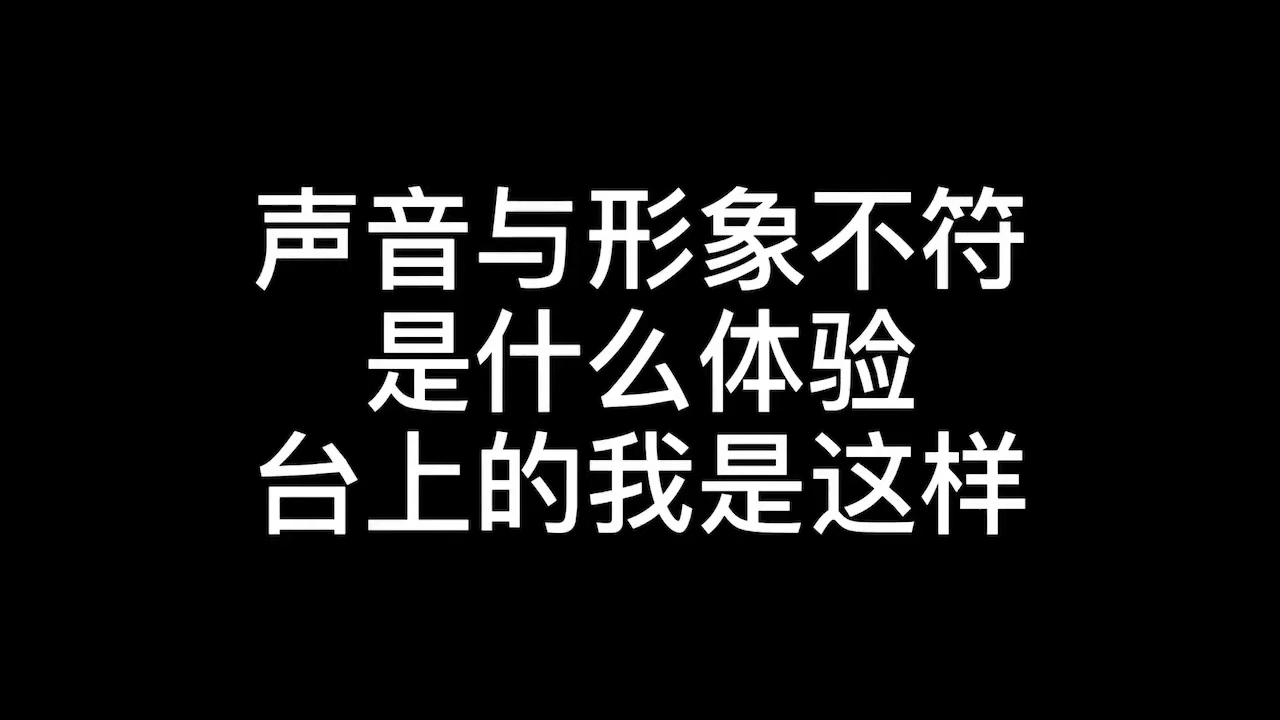 声音与形象不符
是什么体验
台上的我是这样